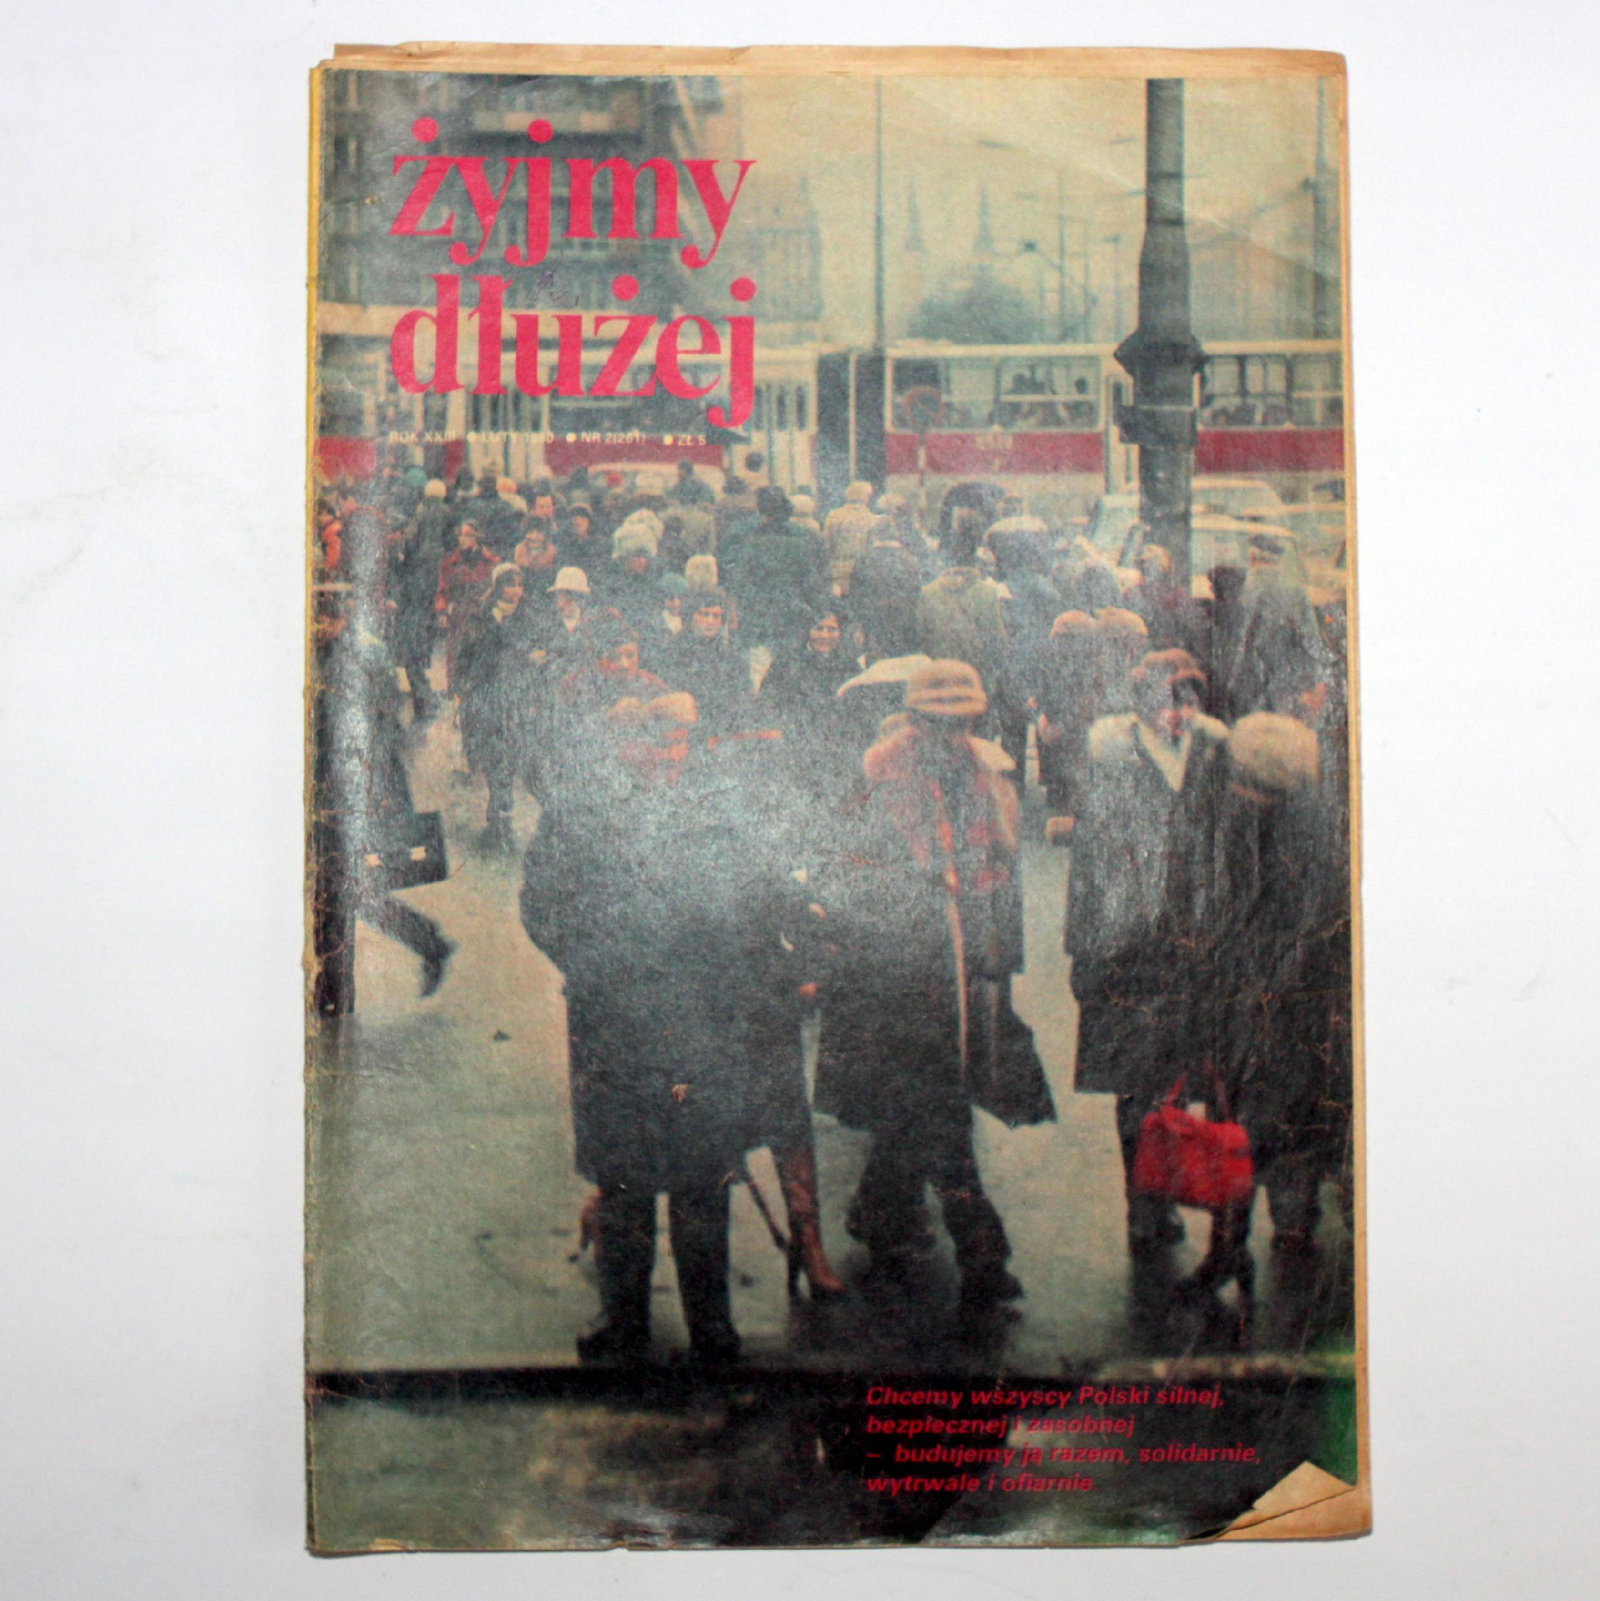 żyjmy
dłużej
ROK XXIII ● LUTY 1980 ● NR 2(261) ● ZŁ 5
Chcemy wszyscy Polski silnej,
bezpiecznej i zasobnej
– budujemy ją razem, solidarnie,
wytrwale i ofiarnie.